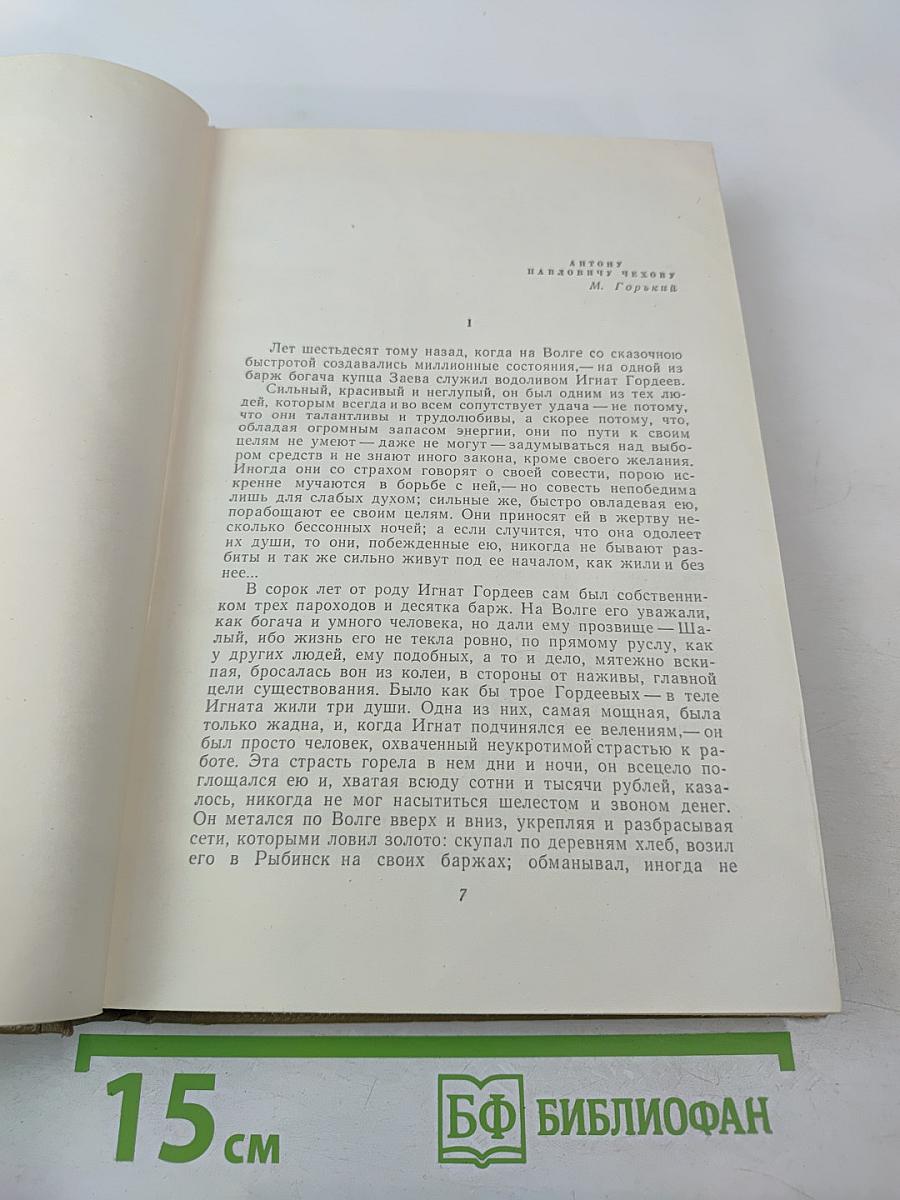 АНТОНУ
ПАВЛОВИЧУ ЧЕХОВУ
М. Горький
I
Лет шестьдесят тому назад, когда на Волге со сказочною
быстротой создавались миллионные состояния,— на одной из
барж богача купца Заева служил водоливом Игнат Гордеев.
Сильный, красивый и неглупый, он был одним из тех лю-
дей, которым всегда и во всем сопутствует удача — не потому,
что они талантливы и трудолюбивы, а скорее потому, что,
обладая огромным запасом энергии, они по пути к своим
целям не умеют — даже не могут — задумываться над выбо-
ром средств и не знают иного закона, кроме своего желания.
Иногда они со страхом говорят о своей совести, порою ис-
кренне мучаются в борьбе с ней,— но совесть непобедима
лишь для слабых духом; сильные же, быстро овладевая ею,
порабощают ее своим целям. Они приносят ей в жертву не-
сколько бессонных ночей; а если случится, что она одолеет
их души, то они, побежденные ею, никогда не бывают раз-
биты и так же сильно живут под ее началом, как жили и без
нее...
В сорок лет от роду Игнат Гордеев сам был собственни-
ком трех пароходов и десятка барж. На Волге его уважали,
как богача и умного человека, но дали ему прозвище — Ша-
лый, ибо жизнь его не текла ровно, по прямому руслу, как
у других людей, ему подобных, а то и дело, мятежно вски-
пая, бросалась вон из колеи, в стороны от наживы, главной
цели существования. Было как бы трое Гордеевых — в теле
Игната жили три души. Одна из них, самая мощная, была
только жадна, и, когда Игнат подчинялся ее велениям,— он
был просто человек, охваченный неукротимой страстью к ра-
боте. Эта страсть горела в нем дни и ночи, он всецело по-
глощался ею и, хватая всюду сотни и тысячи рублей, каза-
лось, никогда не мог насытиться шелестом и звоном денег.
Он метался по Волге вверх и вниз, укрепляя и разбрасывая
сети, которыми ловил золото: скупал по деревням хлеб, возил
его в Рыбинск на своих баржах; обманывал, иногда не
7
15 см
БФ БИБЛИОФАН